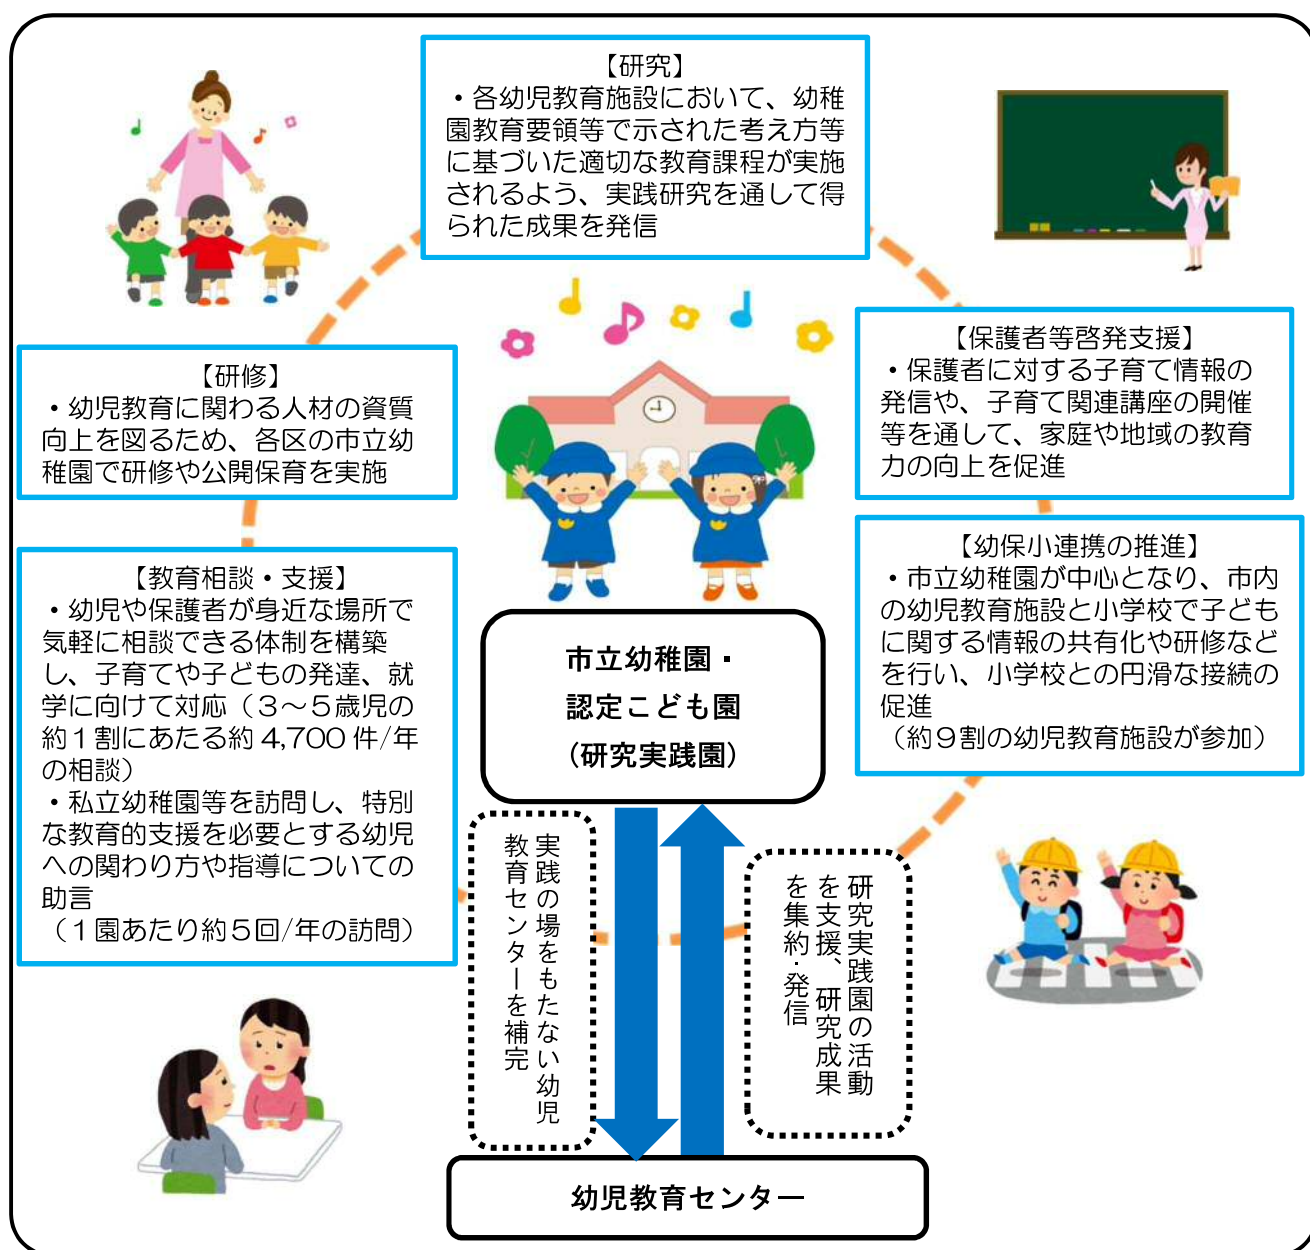 【研究】
・各幼児教育施設において、幼稚
園教育要領等で示された考え方等
に基づいた適切な教育課程が実施
されるよう、実践研究を通して得
られた成果を発信
【研修】
・幼児教育に関わる人材の資質
向上を図るため、各区の市立幼
稚園で研修や公開保育を実施
【保護者等啓発支援】
・保護者に対する子育て情報の
発信や、子育て関連講座の開催
等を通して、家庭や地域の教育
力の向上を促進
【教育相談・支援】
・幼児や保護者が身近な場所で
気軽に相談できる体制を構築
し、子育てや子どもの発達、就
学に向けて対応（３～５歳児の
約１割にあたる約 4,700 件/年
の相談）
・私立幼稚園等を訪問し、特別
な教育的支援を必要とする幼児
への関わり方や指導についての
助言
（１園あたり約５回/年の訪問）
【幼保小連携の推進】
・市立幼稚園が中心となり、市内
の幼児教育施設と小学校で子ども
に関する情報の共有化や研修など
を行い、小学校との円滑な接続の
促進
（約９割の幼児教育施設が参加）
市立幼稚園・
認定こども園
（研究実践園）
実践の場をもたない幼児
教育センターを補完
研究実践園の活動
を支援、研究成果
を集約・発信
幼児教育センター